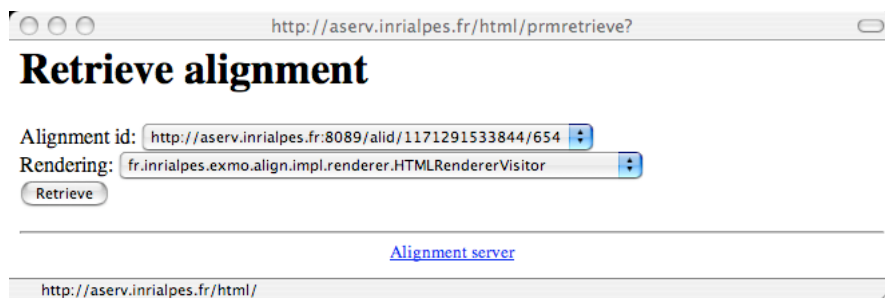 http://aserv.inrialpes.fr/html/prmretrieve?
Retrieve alignment
Alignment id: http://aserv.inrialpes.fr:8089/alid/1171291533844/654
Rendering: fr.inrialpes.exmo.align.impl.renderer.HTMLRendererVisitor
Retrieve
Alignment server
http://aserv.inrialpes.fr/html/